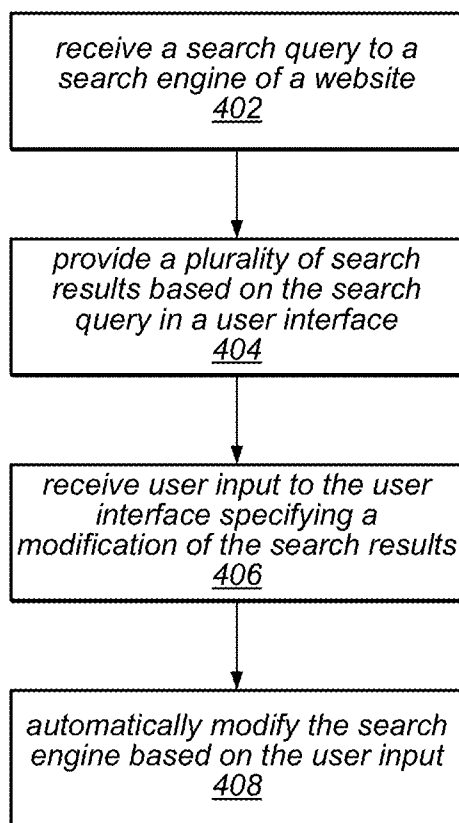 receive a search query to a
search engine of a website
402
provide a plurality of search
results based on the search
query in a user interface
404
receive user input to the user
interface specifying a
modification of the search results
406
automatically modify the search
engine based on the user input
408